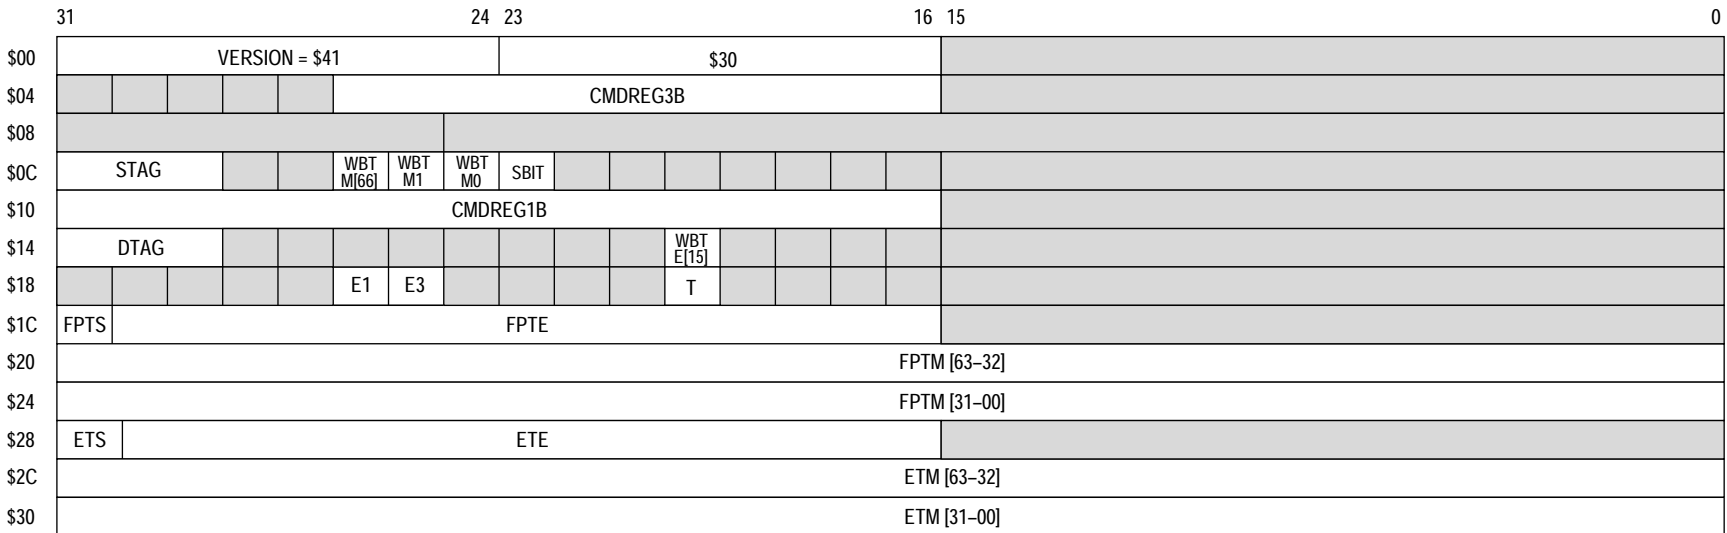 31 24 23 16 15 0
$00 VERSION = $41 $30
$04 CMDREG3B
$08
$0C STAG WBT M[66] WBT M1 WBT M0 SBIT
$10 CMDREG1B
$14 DTAG WBT E[15]
$18 E1 E3 T
$1C FPTS FPTE
$20 FPTM [63–32]
$24 FPTM [31–00]
$28 ETS ETE
$2C ETM [63–32]
$30 ETM [31–00]